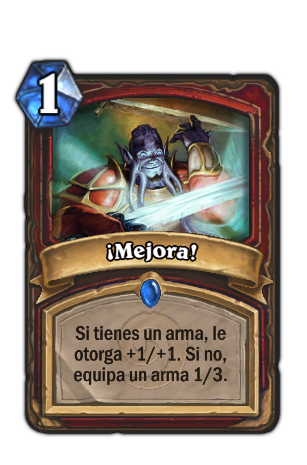 1
¡Mejora!
Si tienes un arma, le
otorga +1/+1. Si no,
equipa un arma 1/3.